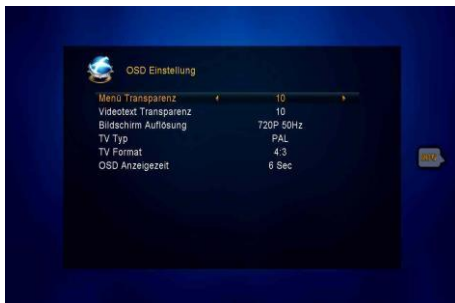 OSD Einstellung
Menü Transparenz 10
Videotext Transparenz 10
Bildschirm Auflösung 720P 50Hz
TV Typ PAL
TV Format 4:3
OSD Anzeigezeit 6 Sec